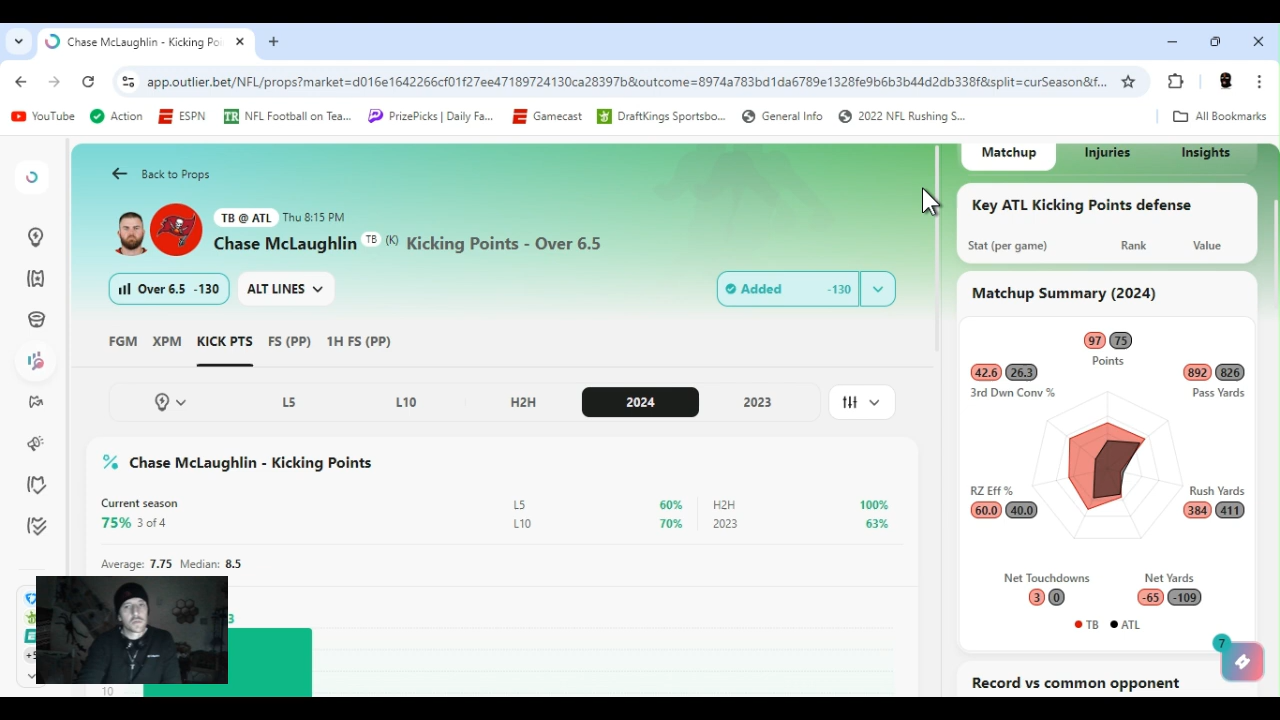 Chase McLaughlin - Kicking Po
app.outlier.bet/NFL/props?market=d016e1642266cf01f27ee47189724130ca28397b&outcome=8974a783bd1da6789e1328fe9b6b3b44d2db338f&split=curSeason&f...
YouTube Action ESPN NFL Football on Tea... PrizePicks | Daily Fa... Gamecast DraftKings Sportsbo... General Info 2022 NFL Rushing S... All Bookmarks
Back to Props
TB @ ATL Thu 8:15 PM
Chase McLaughlin TB (K) Kicking Points - Over 6.5
Over 6.5 -130 ALT LINES Added -130
FGM XPM KICK PTS FS (PP) 1H FS (PP)
L5 L10 H2H 2024 2023
Chase McLaughlin - Kicking Points
Current season
75% 3 of 4
L5 60% H2H 100%
L10 70% 2023 63%
Average: 7.75 Median: 8.5
3
10
Matchup Injuries Insights
Key ATL Kicking Points defense
Stat (per game) Rank Value
Matchup Summary (2024)
97 75
Points
42.6 26.3
3rd Dwn Conv %
892 826
Pass Yards
RZ Eff %
60.0 40.0
Rush Yards
384 411
Net Touchdowns
3 0
Net Yards
-65 -109
TB ATL
7
Record vs common opponent